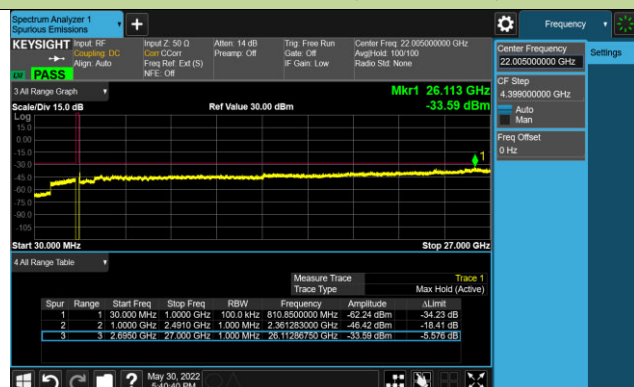 Spectrum Analyzer 1
Spurious Emissions
Frequency
KEYSIGHT
Input: RF
Coupling: DC
Align: Auto
Input Z: 50 Ω
Corr CCorr
Freq Ref: Ext (S)
NFE: Off
Atten: 14 dB
Preamp: Off
Trig: Free Run
Gate: Off
IF Gain: Low
Center Freq: 22.005000000 GHz
Avg|Hold: 100/100
Radio Std: None
PASS
Center Frequency
22.005000000 GHz
Settings
CF Step
4.399000000 GHz
Auto
Man
Freq Offset
0 Hz
3 All Range Graph
Mkr1 26.113 GHz
Scale/Div 15.0 dB
Ref Value 30.00 dBm
-33.59 dBm
Log
15.0
0.00
-15.0
-30.0
-45.0
-60.0
-75.0
-90.0
-105
1
Start 30.000 MHz
Stop 27.000 GHz
4 All Range Table
Measure Trace Trace 1
Trace Type Max Hold (Active)
Spur Range Start Freq Stop Freq RBW Frequency Amplitude ΔLimit
1 1 30.000 MHz 1.0000 GHz 100.0 kHz 810.8500000 MHz -62.24 dBm -34.23 dB
2 2 1.0000 GHz 2.4910 GHz 1.000 MHz 2.361283000 GHz -46.42 dBm -18.41 dB
3 3 2.6950 GHz 27.000 GHz 1.000 MHz 26.11286750 GHz -33.59 dBm -5.576 dB
?
May 30, 2022
5:40:40 PM